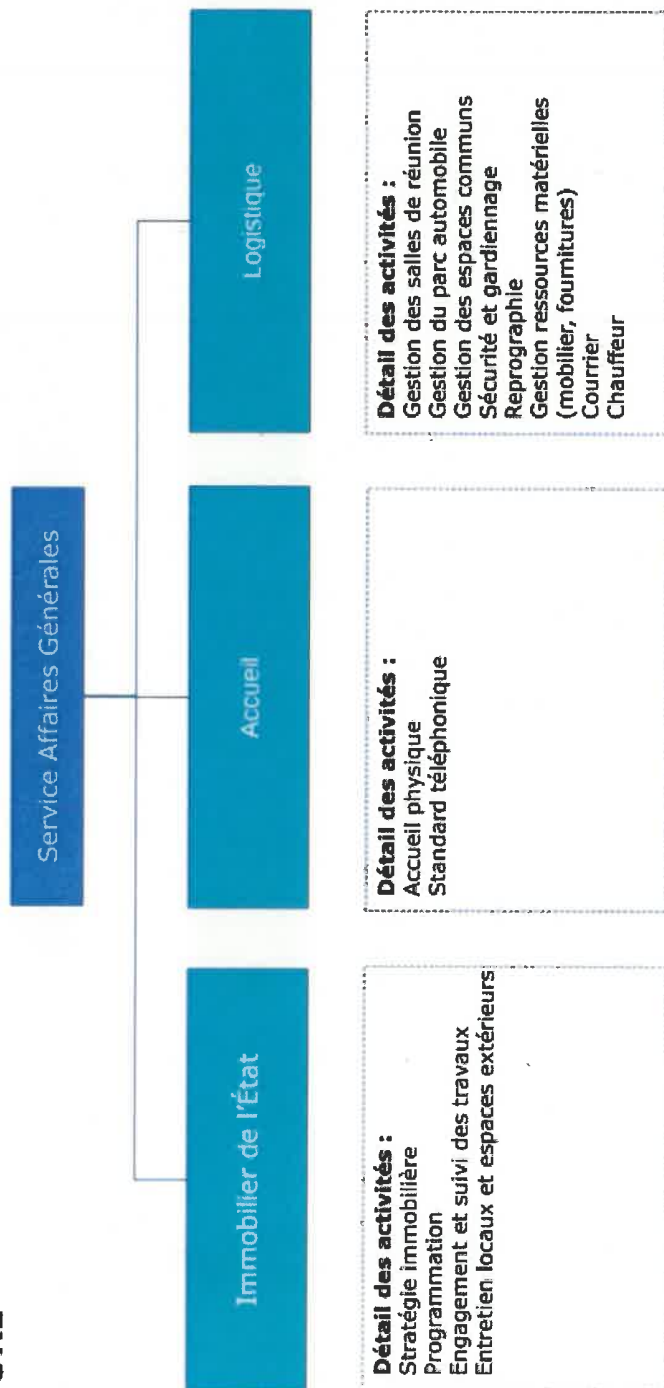 Service Affaires Générales
Immobilier de l'État
Accueil
Logistique
Détail des activités :
Stratégie immobilière
Programmation
Engagement et suivi des travaux
Entretien locaux et espaces extérieurs
Détail des activités :
Accueil physique
Standard téléphonique
Détail des activités :
Gestion des salles de réunion
Gestion du parc automobile
Gestion des espaces communs
Sécurité et gardiennage
Reprographie
Gestion ressources matérielles
(mobilier, fournitures)
Courrier
Chauffeur